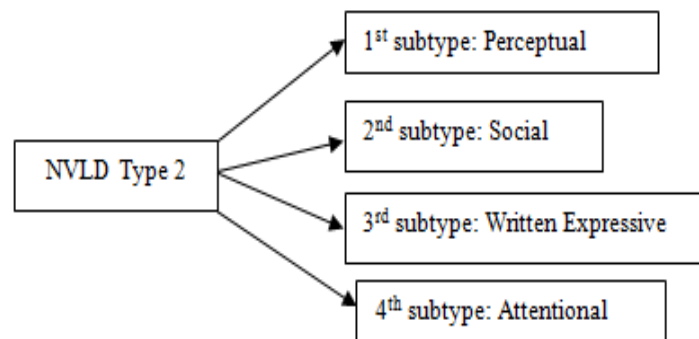 1st subtype: Perceptual
2nd subtype: Social
NVLD Type 2
3rd subtype: Written Expressive
4th subtype: Attentional